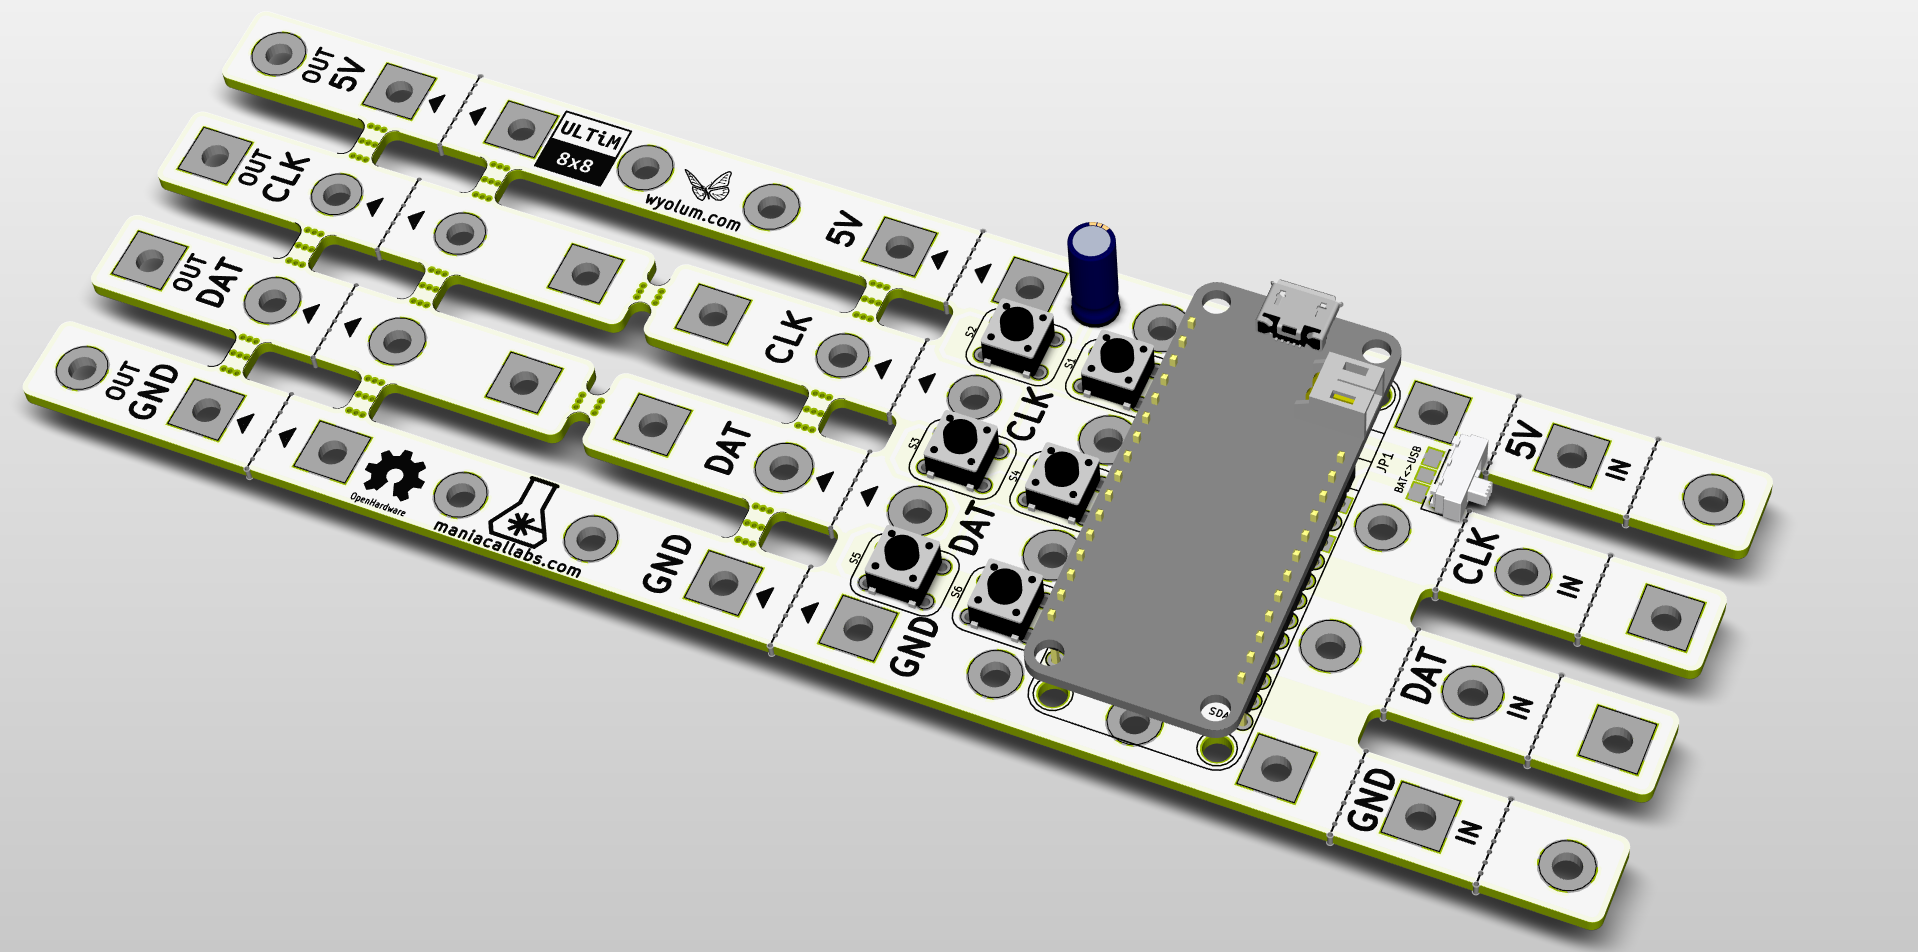 OUT
5V
OUT
CLK
OUT
DAT
OUT
GND
ULTiM
8x8
wyolum.com
5V
CLK
DAT
OpenHardware
maniacallabs.com
GND
S2
S1
CLK
S3
S4
DAT
S5
S6
GND
SDA
JP1
BAT<>USB
5V
IN
CLK
IN
DAT
IN
GND
IN